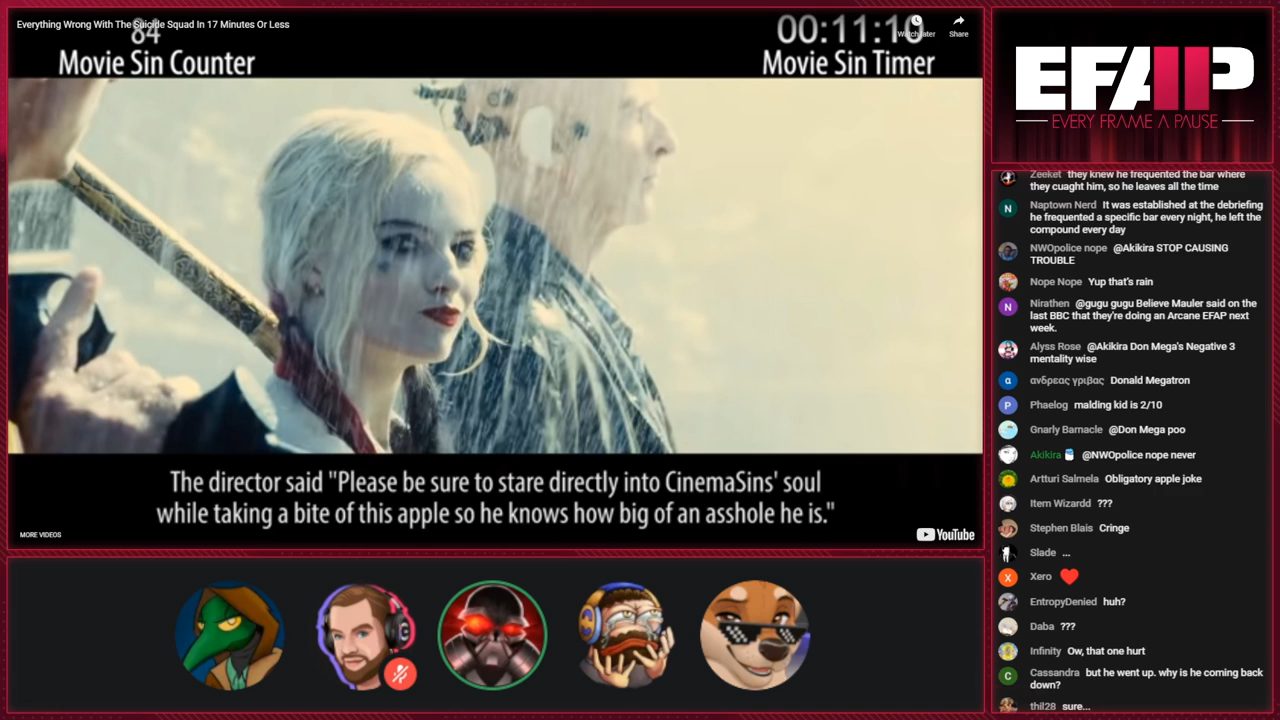 Everything Wrong With The Suicide Squad In 17 Minutes Or Less
84
Movie Sin Counter
00:11:10
Movie Sin Timer
Watch later
Share
The director said "Please be sure to stare directly into CinemaSins' soul
while taking a bite of this apple so he knows how big of an asshole he is."
MORE VIDEOS
YouTube
EFAP
EVERY FRAME A PAUSE
Zeeket they knew he frequented the bar where
they cuaght him, so he leaves all the time
N
Naptown Nerd It was established at the debriefing
he frequented a specific bar every night, he left the
compound every day
NWOpolice nope @Akikira STOP CAUSING
TROUBLE
Nope Nope Yup that's rain
N
Nirathen @gugu gugu Believe Mauler said on the
last BBC that they're doing an Arcane EFAP next
week.
Alyss Rose @Akikira Don Mega's Negative 3
mentality wise
α
ανδρεας γριβας Donald Megatron
P
Phaelog malding kid is 2/10
Gnarly Barnacle @Don Mega poo
Akikira @NWOpolice nope never
Artturi Salmela Obligatory apple joke
Item Wizardd ???
Stephen Blais Cringe
Slade ...
X
Xero ❤
EntropyDenied huh?
Daba ???
Infinity Ow, that one hurt
C
Cassandra but he went up. why is he coming back
down?
thil28 sure...